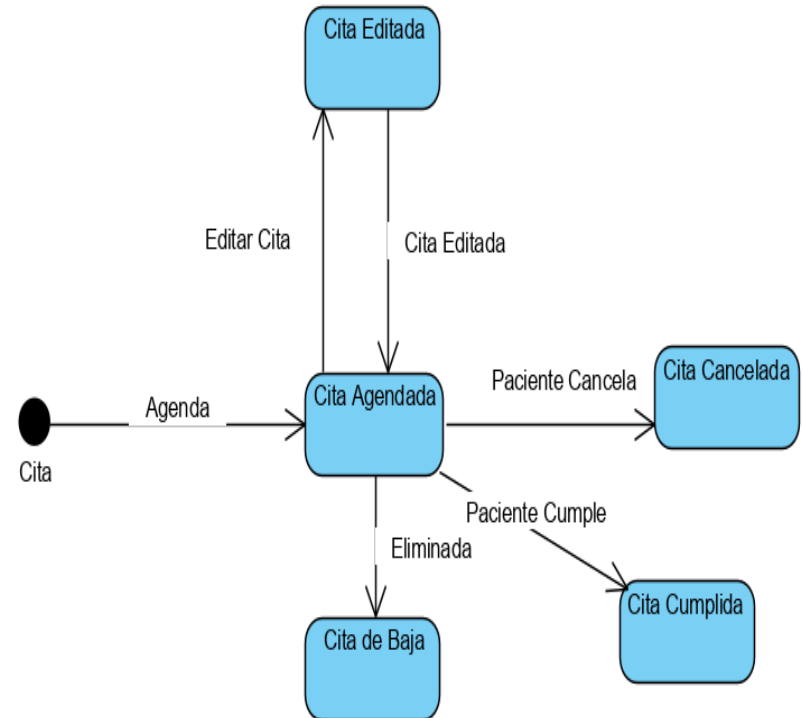 Cita Editada
Editar Cita
Cita Editada
Paciente Cancela
Cita Cancelada
Agenda
Cita Agendada
Cita
Paciente Cumple
Eliminada
Cita Cumplida
Cita de Baja